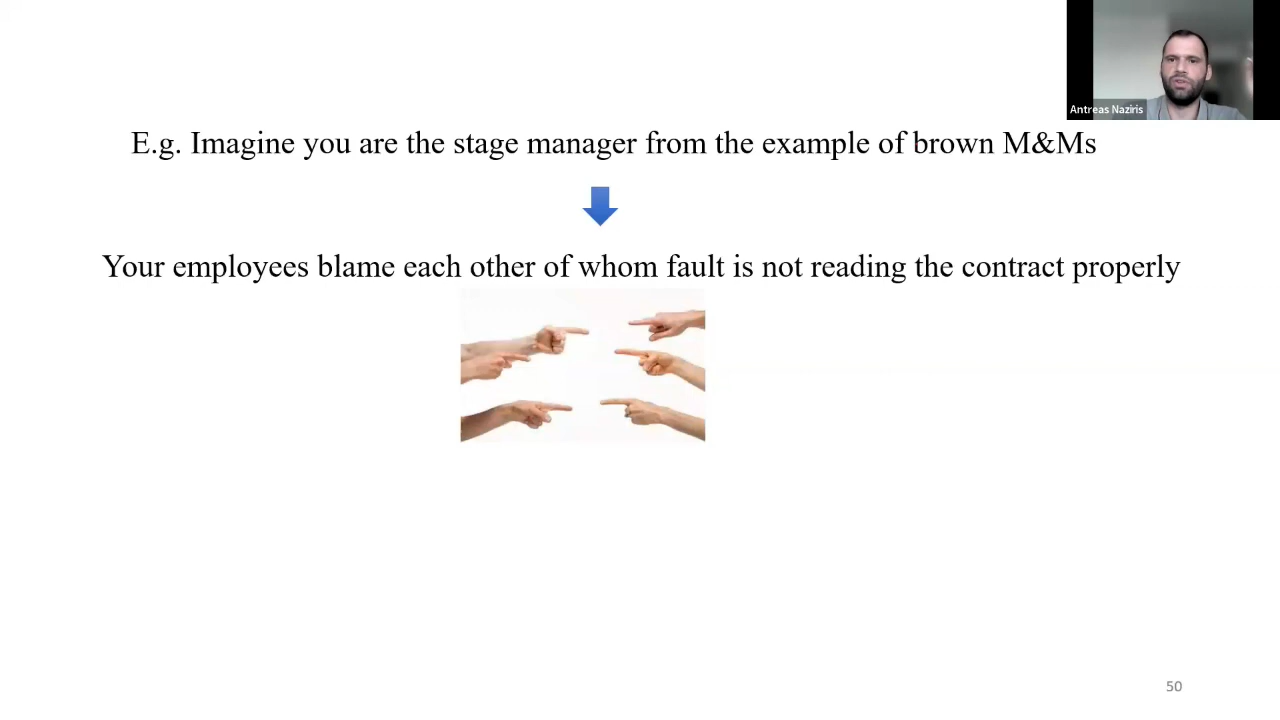 Antreas Naziris
E.g. Imagine you are the stage manager from the example of brown M&Ms
Your employees blame each other of whom fault is not reading the contract properly
50